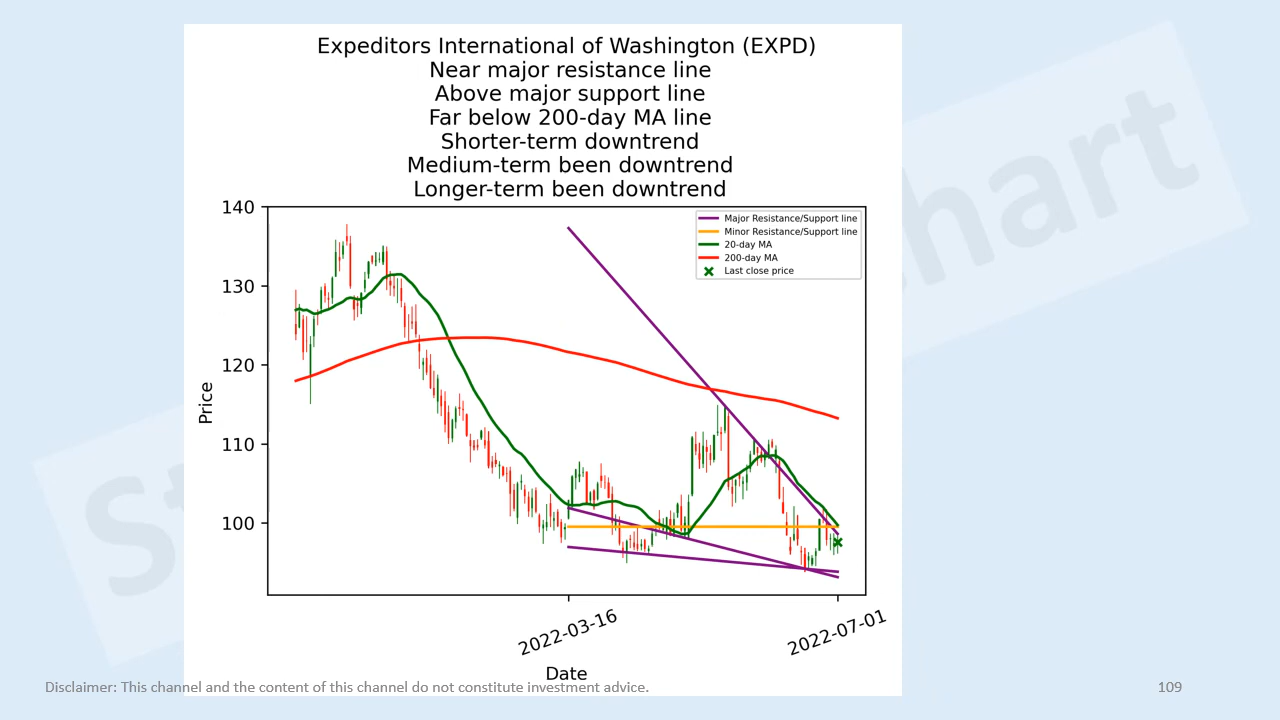 Expeditors International of Washington (EXPD)
Near major resistance line
Above major support line
Far below 200-day MA line
Shorter-term downtrend
Medium-term been downtrend
Longer-term been downtrend
Major Resistance/Support line
Minor Resistance/Support line
20-day MA
200-day MA
Last close price
140
130
120
110
100
Price
2022-03-16
2022-07-01
Date
Disclaimer: This channel and the content of this channel do not constitute investment advice.
109